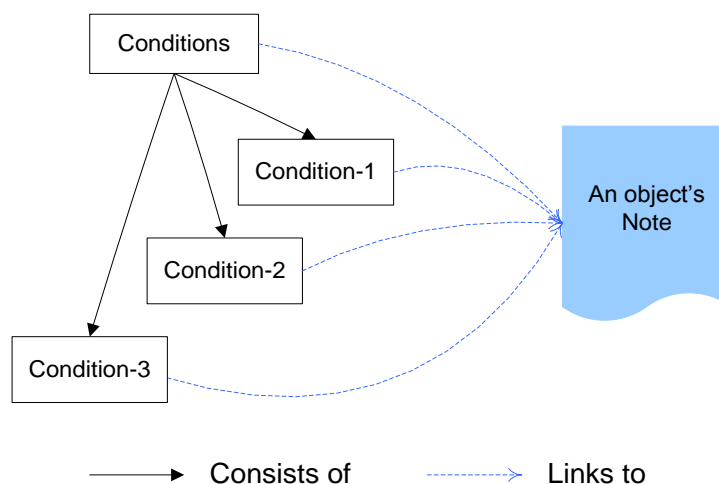 Conditions
Condition-1
An object's
Note
Condition-2
Condition-3
Consists of
Links to